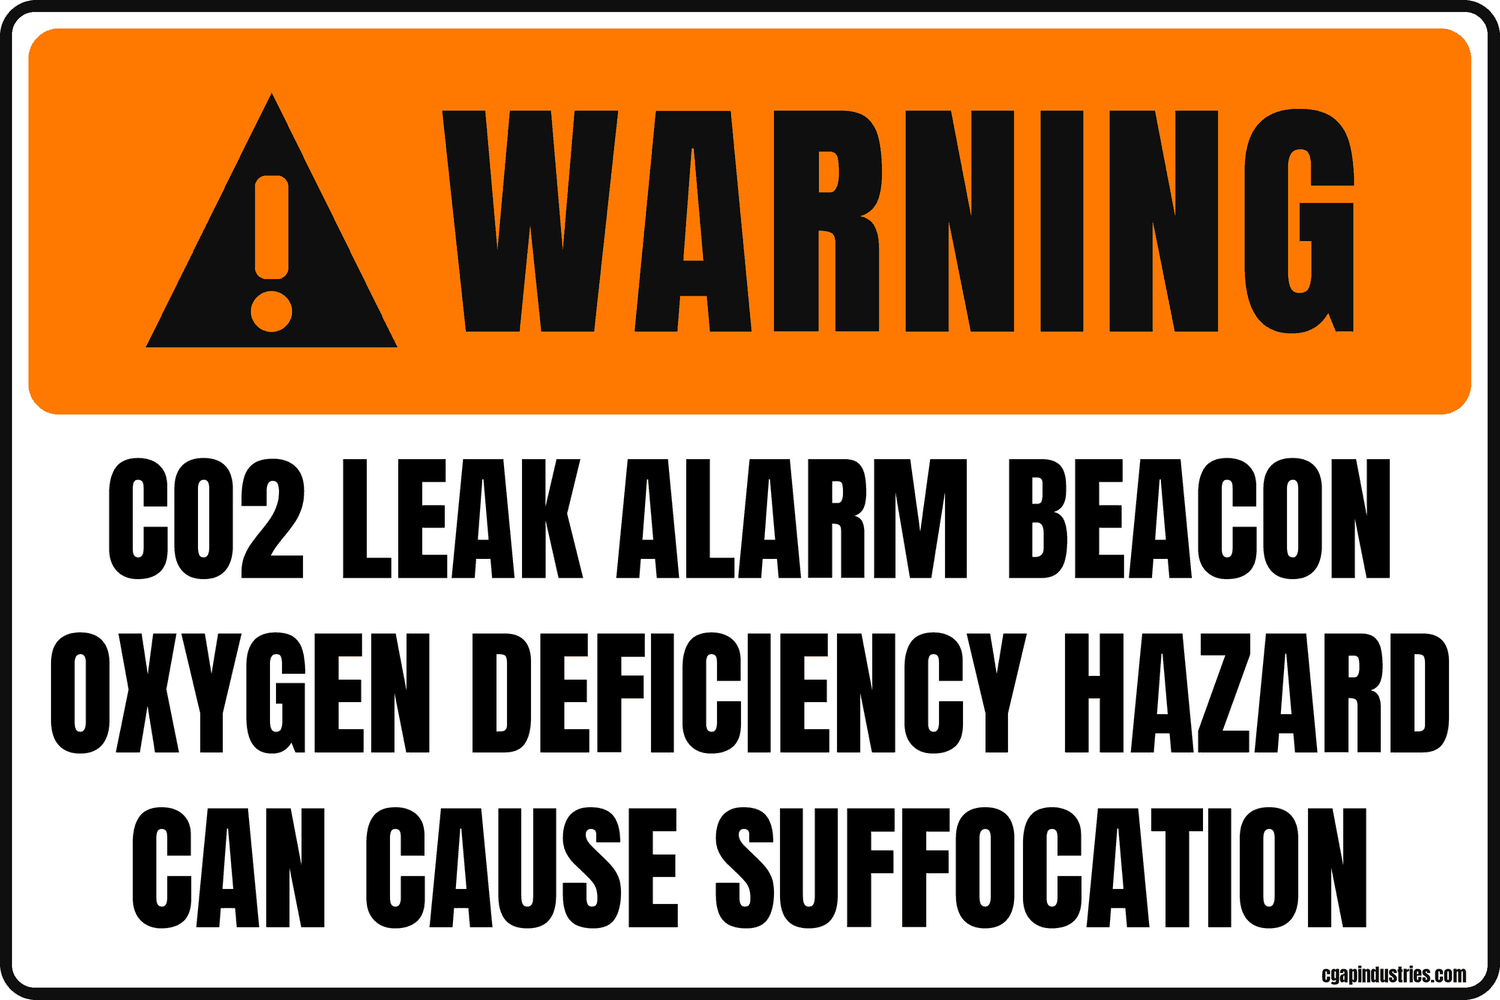 WARNING
CO2 LEAK ALARM BEACON
OXYGEN DEFICIENCY HAZARD
CAN CAUSE SUFFOCATION
cgapindustries.com